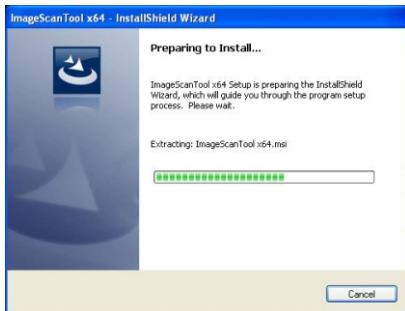 ImageScanTool x64 - InstallShield Wizard
Preparing to Install...
ImageScanTool x64 Setup is preparing the InstallShield
Wizard, which will guide you through the program setup
process. Please wait.
Extracting: ImageScanTool x64.msi
Cancel